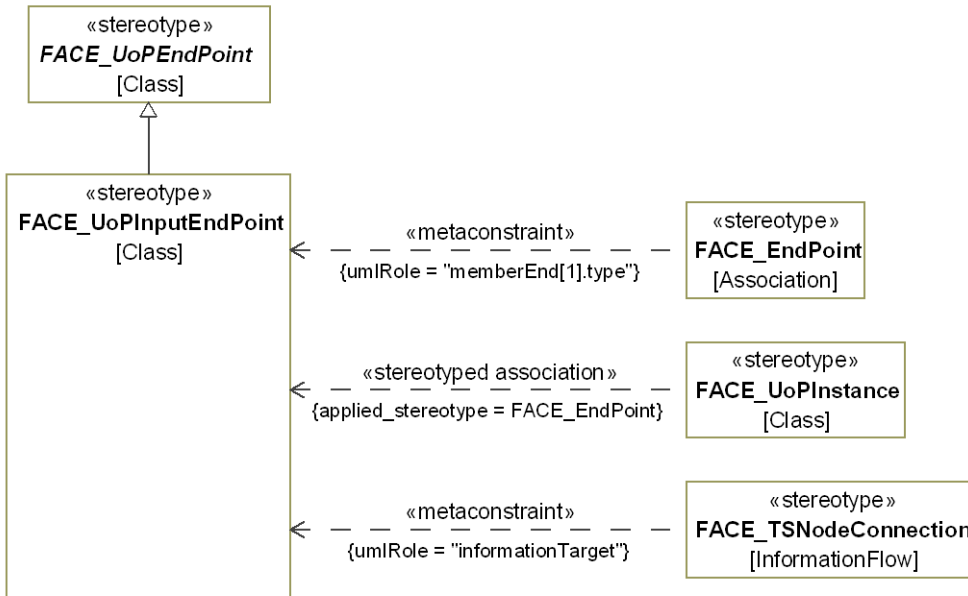 «stereotype»
FACE_UoPEndPoint
[Class]
«stereotype»
FACE_UoPInputEndPoint
[Class]
«metaconstraint»
{umlRole = "memberEnd[1].type"}
«stereotype»
FACE_EndPoint
[Association]
«stereotyped association»
{applied_stereotype = FACE_EndPoint}
«stereotype»
FACE_UoPInstance
[Class]
«metaconstraint»
{umlRole = "informationTarget"}
«stereotype»
FACE_TSNodeConnection
[InformationFlow]